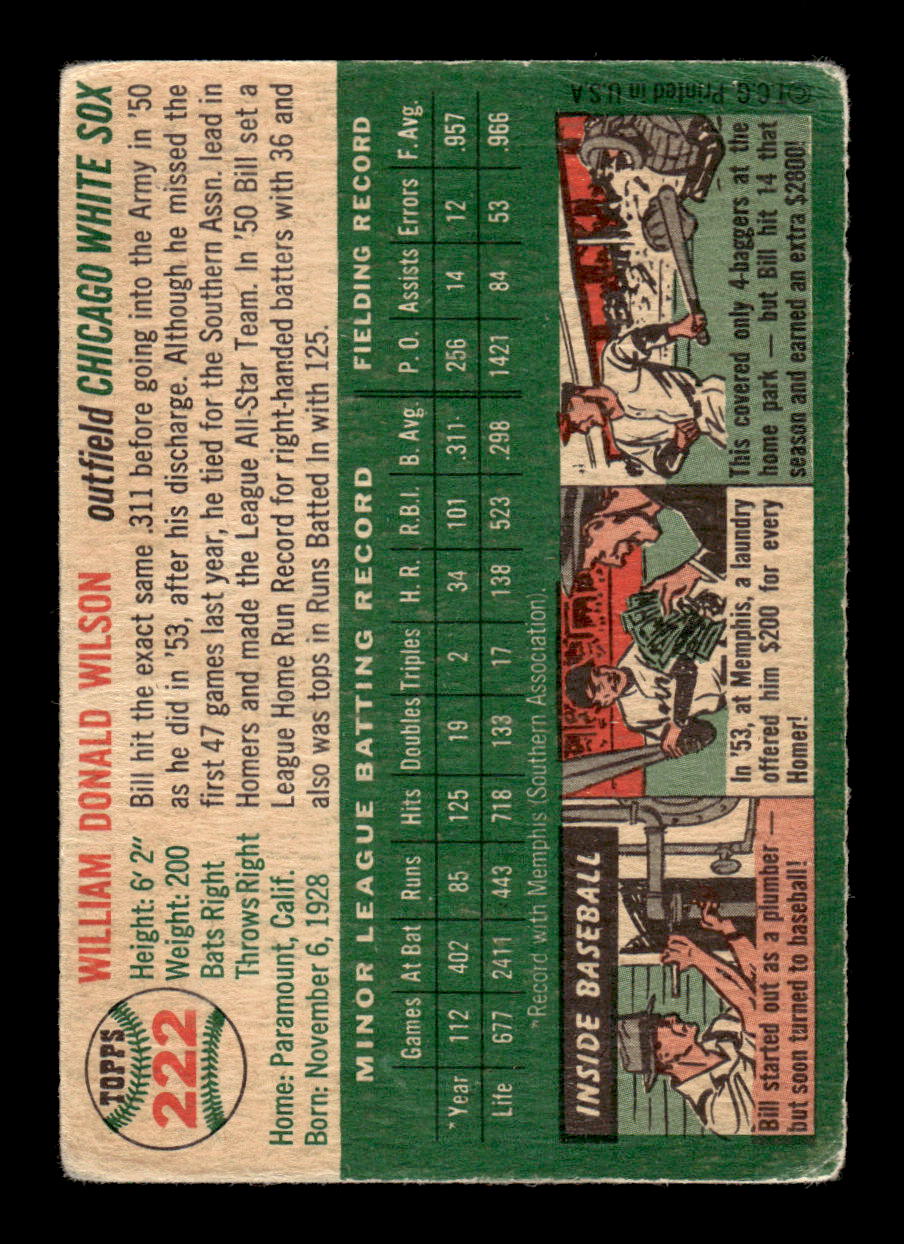 TOPPS
222
WILLIAM DONALD WILSON outfield CHICAGO WHITE SOX
Height: 6' 2"
Weight: 200
Bats Right
Throws Right
Home: Paramount, Calif.
Born: November 6, 1928
Bill hit the exact same .311 before going into the Army in '50
as he did in '53, after his discharge. Although he missed the
first 47 games last year, he tied for the Southern Assn. lead in
Homers and made the League All-Star Team. In '50 Bill set a
League Home Run Record for right-handed batters with 36 and
also was tops in Runs Batted In with 125.
MINOR LEAGUE BATTING RECORD FIELDING RECORD
Games At Bat Runs Hits Doubles Triples H. R. R.B.I. B. Avg. P. O. Assists Errors F. Avg.
* Year 112 402 85 125 19 2 34 101 .311 256 14 12 .957
Life 677 2411 443 718 133 17 138 523 .298 1421 84 53 .966
*Record with Memphis (Southern Association).
INSIDE BASEBALL
Bill started out as a plumber —
but soon turned to baseball!
In '53, at Memphis, a laundry
offered him $200 for every
Homer!
This covered only 4-baggers at the
home park — but Bill hit 14 that
season and earned an extra $2800!
© T.C.G. Printed in U.S.A.